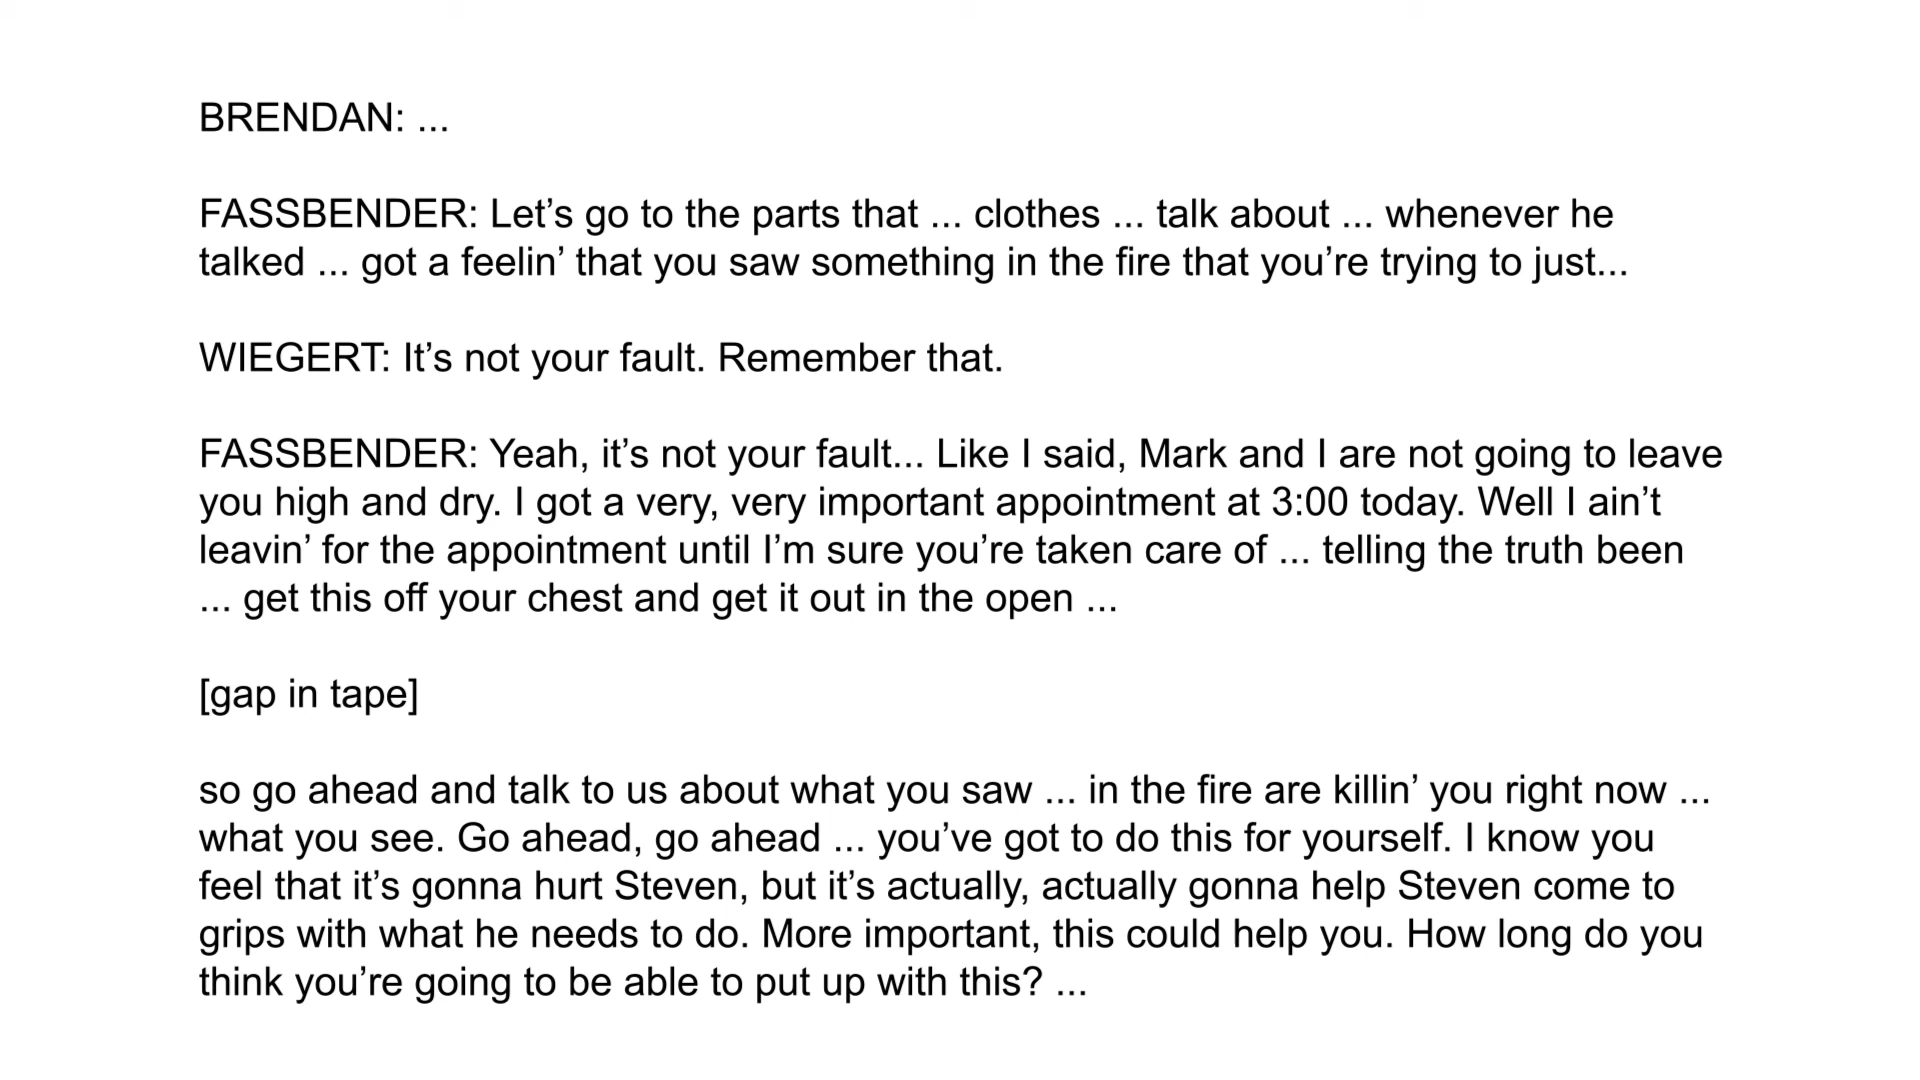 BRENDAN: ...
FASSBENDER: Let’s go to the parts that ... clothes ... talk about ... whenever he
talked ... got a feelin’ that you saw something in the fire that you’re trying to just...
WIEGERT: It’s not your fault. Remember that.
FASSBENDER: Yeah, it’s not your fault... Like I said, Mark and I are not going to leave
you high and dry. I got a very, very important appointment at 3:00 today. Well I ain’t
leavin’ for the appointment until I’m sure you’re taken care of ... telling the truth been
... get this off your chest and get it out in the open ...
[gap in tape]
so go ahead and talk to us about what you saw ... in the fire are killin’ you right now ...
what you see. Go ahead, go ahead ... you’ve got to do this for yourself. I know you
feel that it’s gonna hurt Steven, but it’s actually, actually gonna help Steven come to
grips with what he needs to do. More important, this could help you. How long do you
think you’re going to be able to put up with this? ...